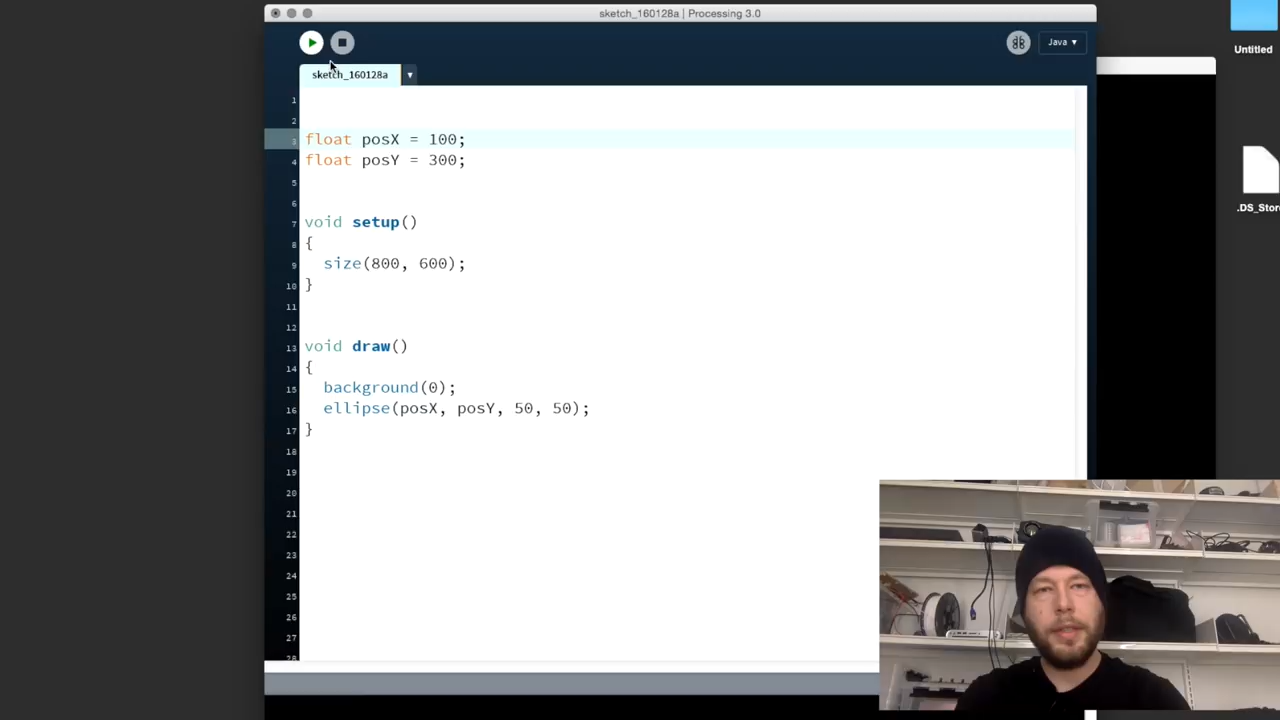 sketch_160128a | Processing 3.0
Untitled
Java ▾
sketch_160128a ▾
.DS_Stor
1
2
3 float posX = 100;
4 float posY = 300;
5
6
7 void setup()
8 {
9   size(800, 600);
10 }
11
12
13 void draw()
14 {
15   background(0);
16   ellipse(posX, posY, 50, 50);
17 }
18
19
20
21
22
23
24
25
26
27
28